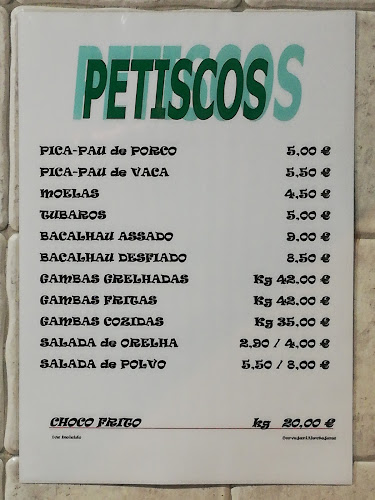 PETISCOS
PICA-PAU de PORCO 5,00 €
PICA-PAU de VACA 5,50 €
MOELAS 4,50 €
TUBAROS 5,00 €
BACALHAU ASSADO 9,00 €
BACALHAU DESFIADO 8,50 €
GAMBAS GRELHADAS Kg 42,00 €
GAMBAS FRITAS Kg 42,00 €
GAMBAS COZIDAS Kg 35,00 €
SALADA de ORELHA 2,90 / 4,00 €
SALADA de POLVO 5,50 / 8,00 €
CHOCO FRITO kg 20,00 €